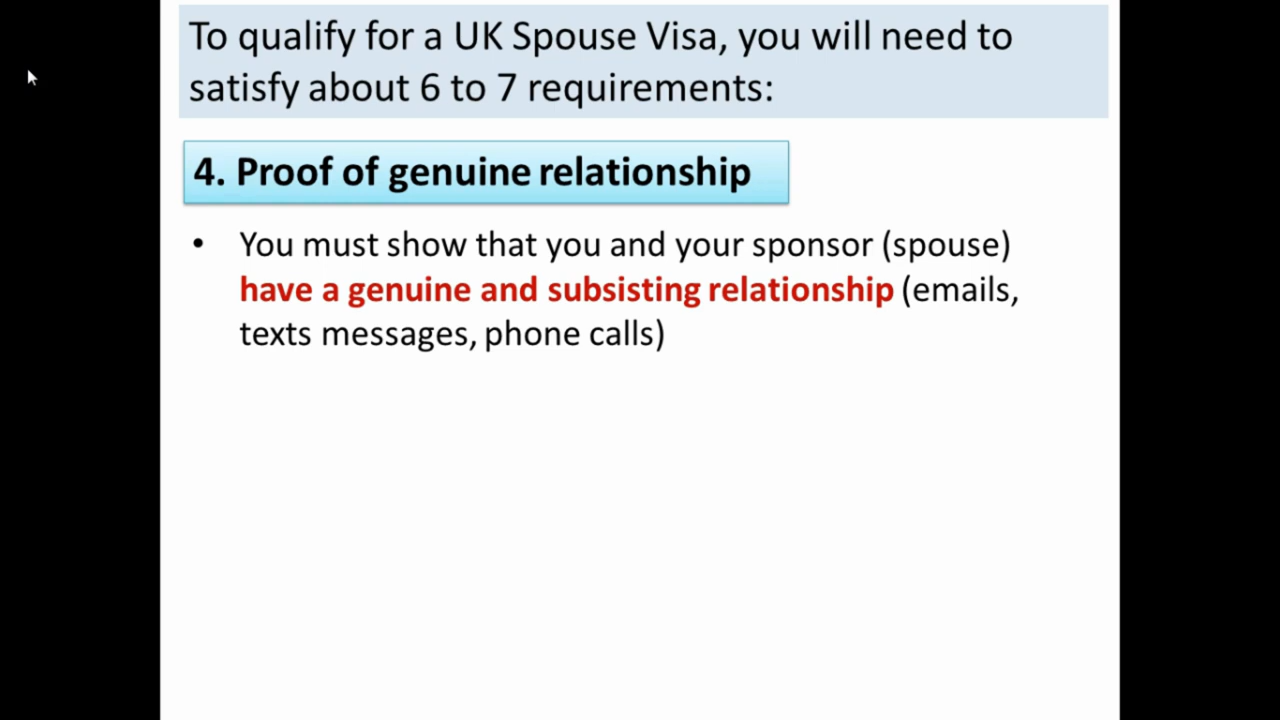 To qualify for a UK Spouse Visa, you will need to
satisfy about 6 to 7 requirements:
4. Proof of genuine relationship
• You must show that you and your sponsor (spouse)
have a genuine and subsisting relationship (emails,
texts messages, phone calls)